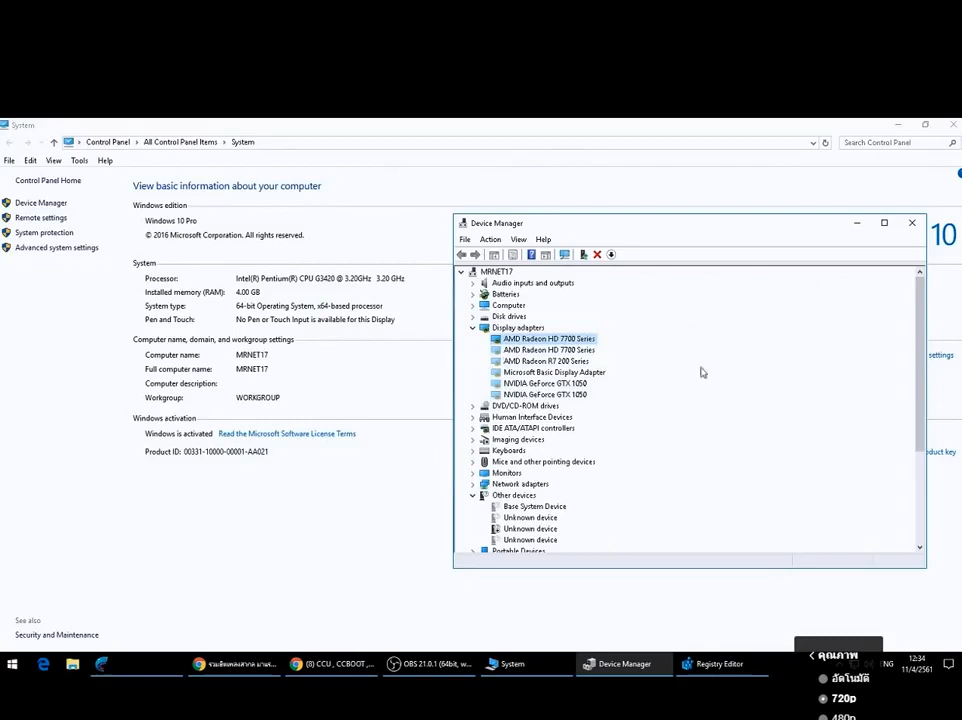 System
Control Panel > All Control Panel Items > System
Search Control Panel
File Edit View Tools Help
Control Panel Home
Device Manager
Remote settings
System protection
Advanced system settings
View basic information about your computer
Windows edition
Windows 10 Pro
© 2016 Microsoft Corporation. All rights reserved.
10
System
Processor: Intel(R) Pentium(R) CPU G3420 @ 3.20GHz 3.20 GHz
Installed memory (RAM): 4.00 GB
System type: 64-bit Operating System, x64-based processor
Pen and Touch: No Pen or Touch Input is available for this Display
Computer name, domain, and workgroup settings
settings
Computer name: MRNET17
Full computer name: MRNET17
Computer description:
Workgroup: WORKGROUP
Windows activation
Windows is activated Read the Microsoft Software License Terms
Product ID: 00331-10000-00001-AA021
oduct key
See also
Security and Maintenance
Device Manager
File Action View Help
MRNET17
Audio inputs and outputs
Batteries
Computer
Disk drives
Display adapters
AMD Radeon HD 7700 Series
AMD Radeon HD 7700 Series
AMD Radeon R7 200 Series
Microsoft Basic Display Adapter
NVIDIA GeForce GTX 1050
NVIDIA GeForce GTX 1050
DVD/CD-ROM drives
Human Interface Devices
IDE ATA/ATAPI controllers
Imaging devices
Keyboards
Mice and other pointing devices
Monitors
Network adapters
Other devices
Base System Device
Unknown device
Unknown device
Unknown device
Portable Devices
(8) CCU , CCBOOT ,...
OBS 21.0.1 (64bit, w...
System
Device Manager
Registry Editor
ENG
12:34
11/4/2561
คุณภาพ
อัตโนมัติ
720p
480p